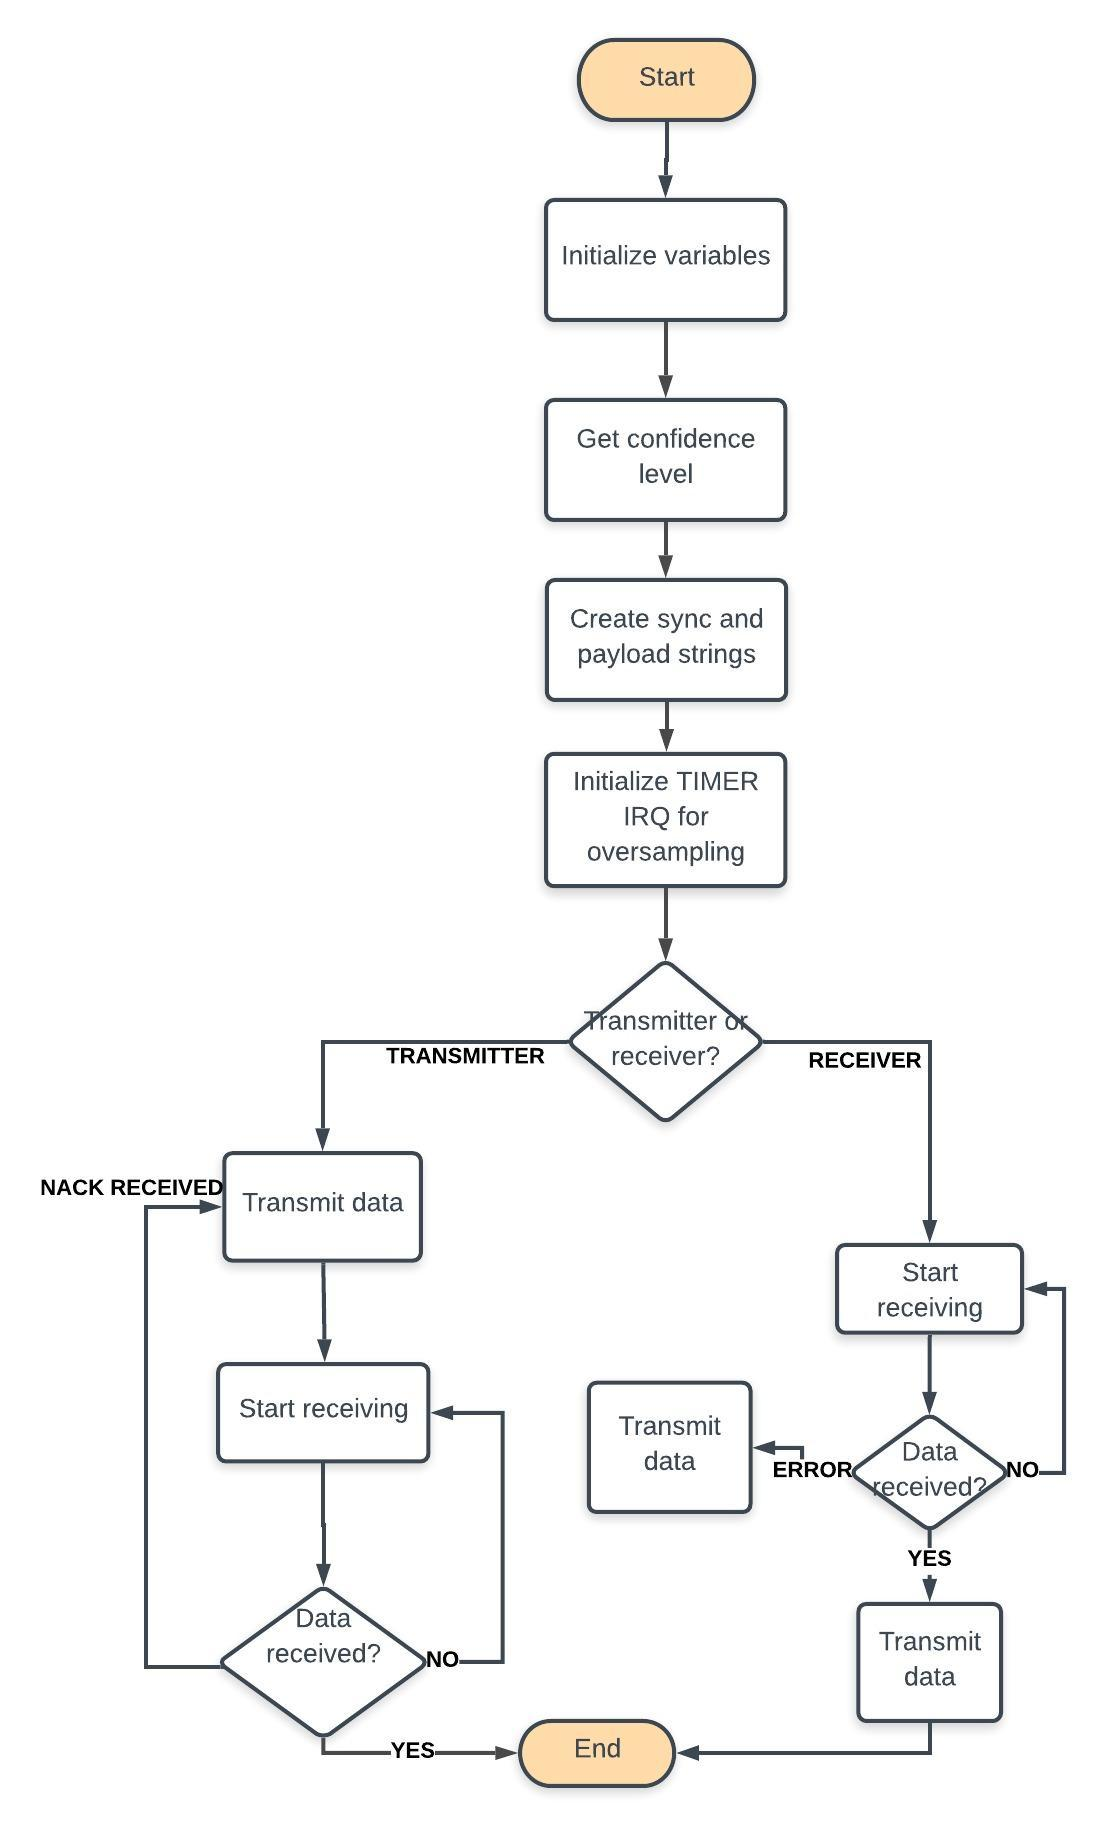 Start
Initialize variables
Get confidence
level
Create sync and
payload strings
Initialize TIMER
IRQ for
oversampling
Transmitter or
receiver?
TRANSMITTER
RECEIVER
NACK RECEIVED
Transmit data
Start receiving
Data
received?
NO
YES
Start
receiving
Data
received?
NO
ERROR
Transmit
data
YES
Transmit
data
End